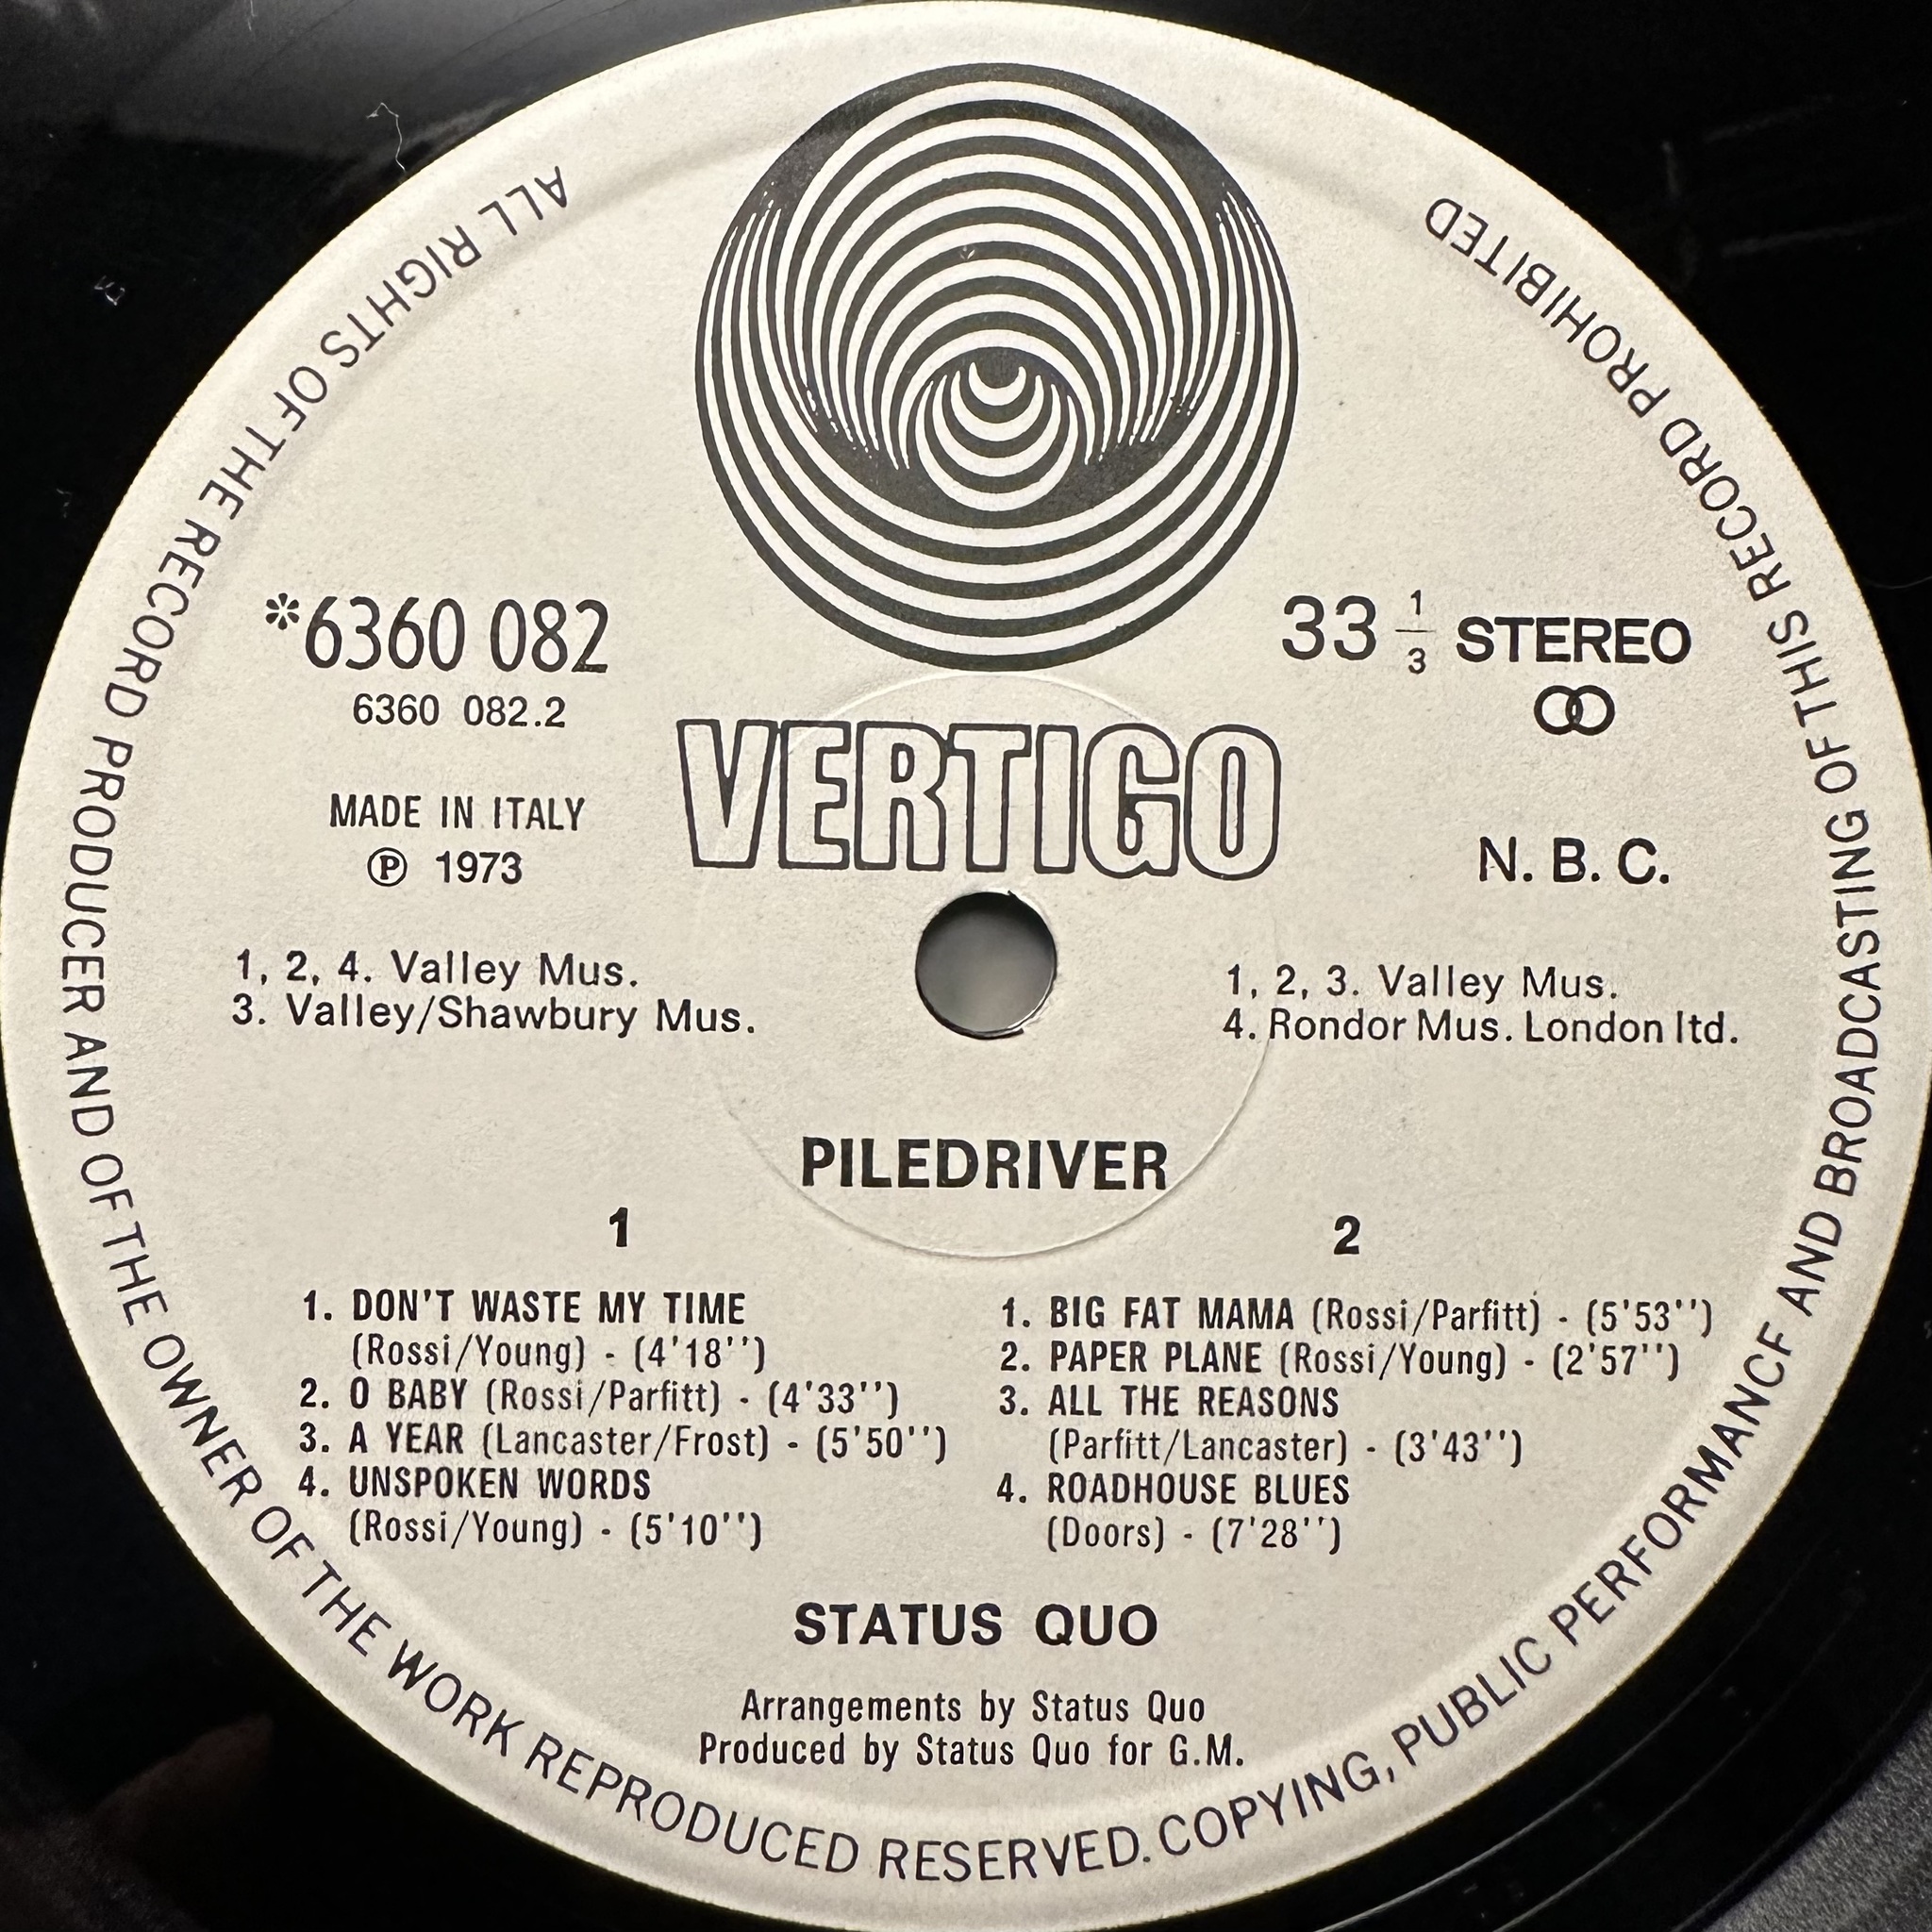 ALL RIGHTS OF THE RECORD PRODUCER AND OF THE OWNER OF THE WORK REPRODUCED RESERVED. COPYING, PUBLIC PERFORMANCE AND BROADCASTING OF THIS RECORD PROHIBITED
*6360 082
6360 082.2
MADE IN ITALY
℗ 1973
VERTIGO
33 1/3 STEREO
N. B. C.
1, 2, 4. Valley Mus.
3. Valley/Shawbury Mus.
1, 2, 3. Valley Mus.
4. Rondor Mus. London ltd.
PILEDRIVER
1
1. DON'T WASTE MY TIME
(Rossi/Young) - (4'18'')
2. O BABY (Rossi/Parfitt) - (4'33'')
3. A YEAR (Lancaster/Frost) - (5'50'')
4. UNSPOKEN WORDS
(Rossi/Young) - (5'10'')
2
1. BIG FAT MAMA (Rossi/Parfitt) - (5'53'')
2. PAPER PLANE (Rossi/Young) - (2'57'')
3. ALL THE REASONS
(Parfitt/Lancaster) - (3'43'')
4. ROADHOUSE BLUES
(Doors) - (7'28'')
STATUS QUO
Arrangements by Status Quo
Produced by Status Quo for G.M.